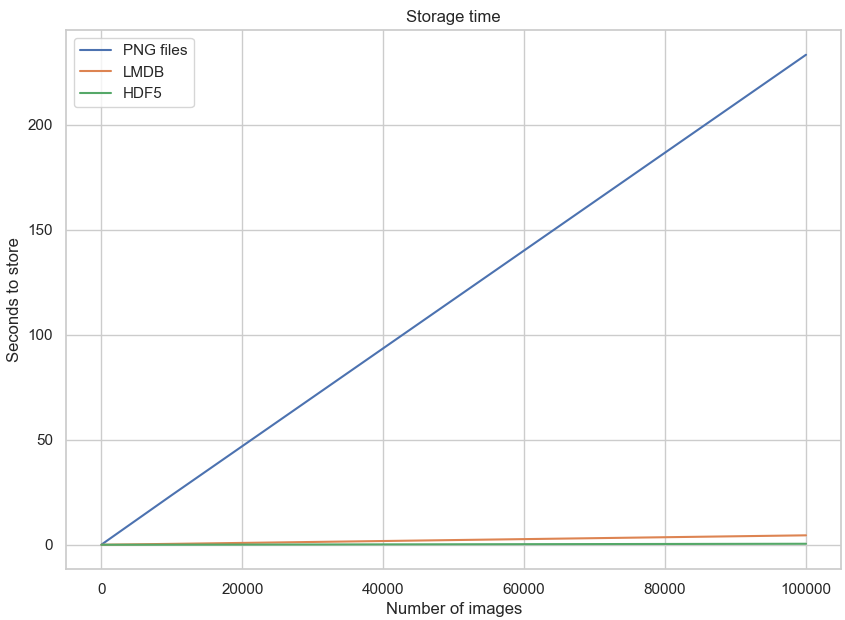 Storage time
PNG files
LMDB
HDF5
200
150
100
50
0
Seconds to store
0 20000 40000 60000 80000 100000
Number of images